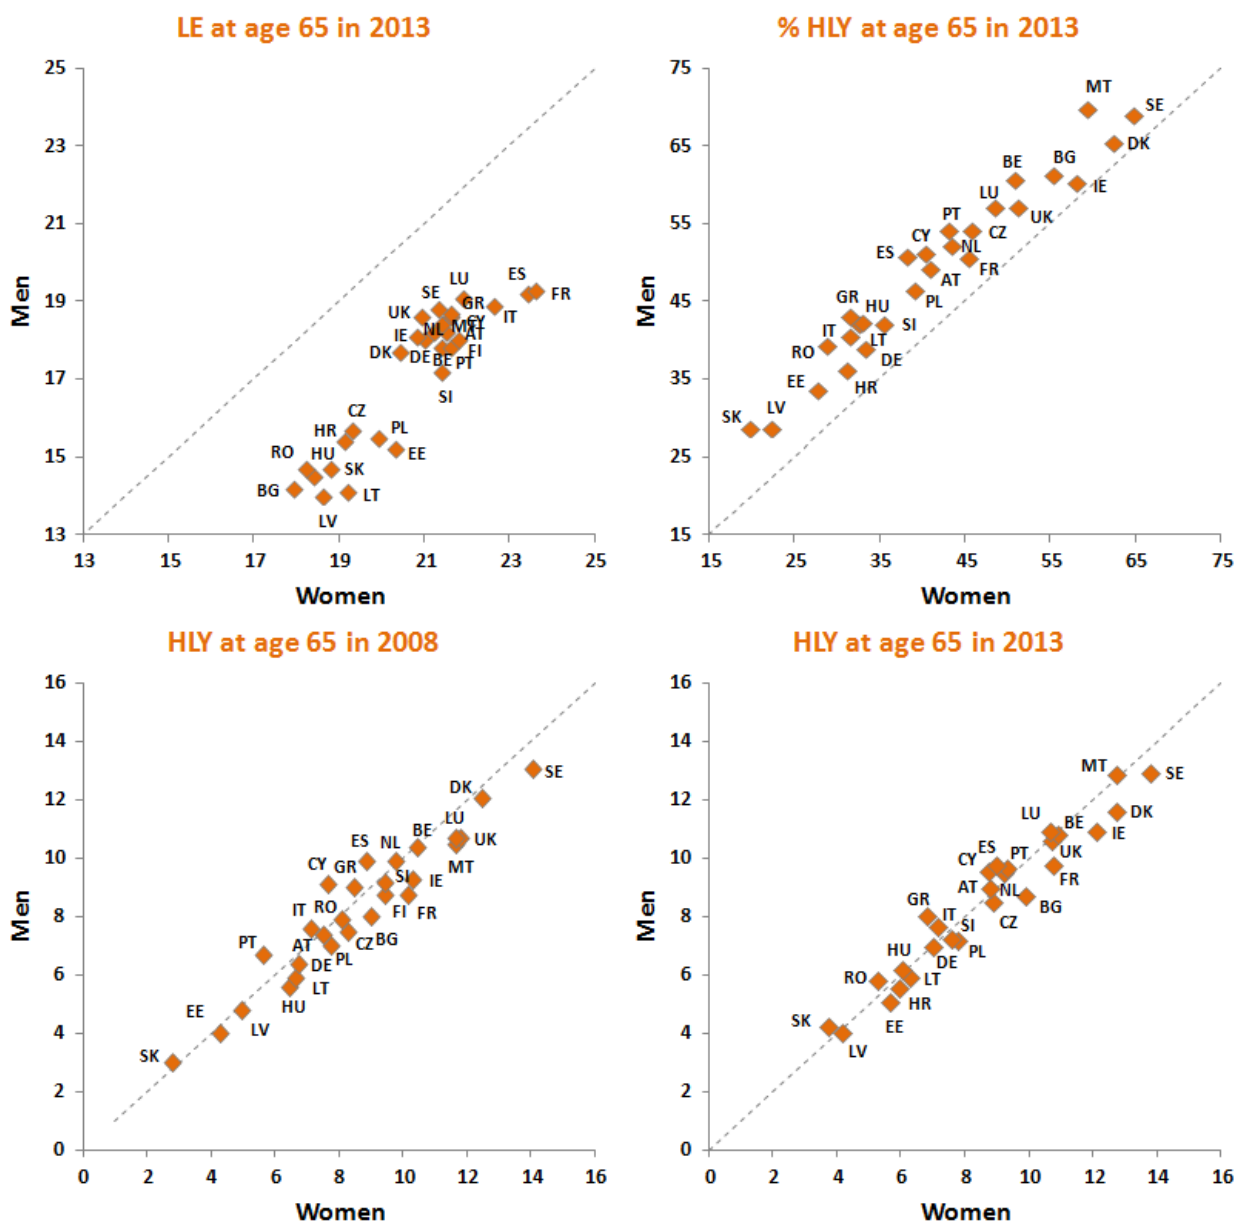 LE at age 65 in 2013
25
23
21
19
17
15
13
Men
ES
FR
LU
SE
GR
IT
UK
CY
NL
MT
IE
AT
DK
DE
BE
FI
PT
SI
CZ
HR
PL
EE
RO
HU
SK
BG
LT
LV
13 15 17 19 21 23 25
Women
% HLY at age 65 in 2013
75
65
55
45
35
25
15
Men
MT
SE
DK
BE
BG
IE
LU
UK
PT
CZ
CY
NL
ES
FR
AT
PL
GR
HU
IT
SI
LT
RO
DE
EE
HR
SK
LV
15 25 35 45 55 65 75
Women
HLY at age 65 in 2008
16
14
12
10
8
6
4
2
0
Men
SE
DK
LU
BE
UK
ES
NL
MT
CY
GR
SI
IE
IT
RO
FI
FR
PT
AT
CZ
BG
DE
PL
LT
HU
EE
LV
SK
0 2 4 6 8 10 12 14 16
Women
HLY at age 65 in 2013
16
14
12
10
8
6
4
2
0
Men
MT
SE
DK
LU
BE
IE
ES
PT
UK
CY
FR
AT
NL
GR
IT
CZ
BG
SI
HU
DE
PL
RO
LT
HR
EE
SK
LV
0 2 4 6 8 10 12 14 16
Women